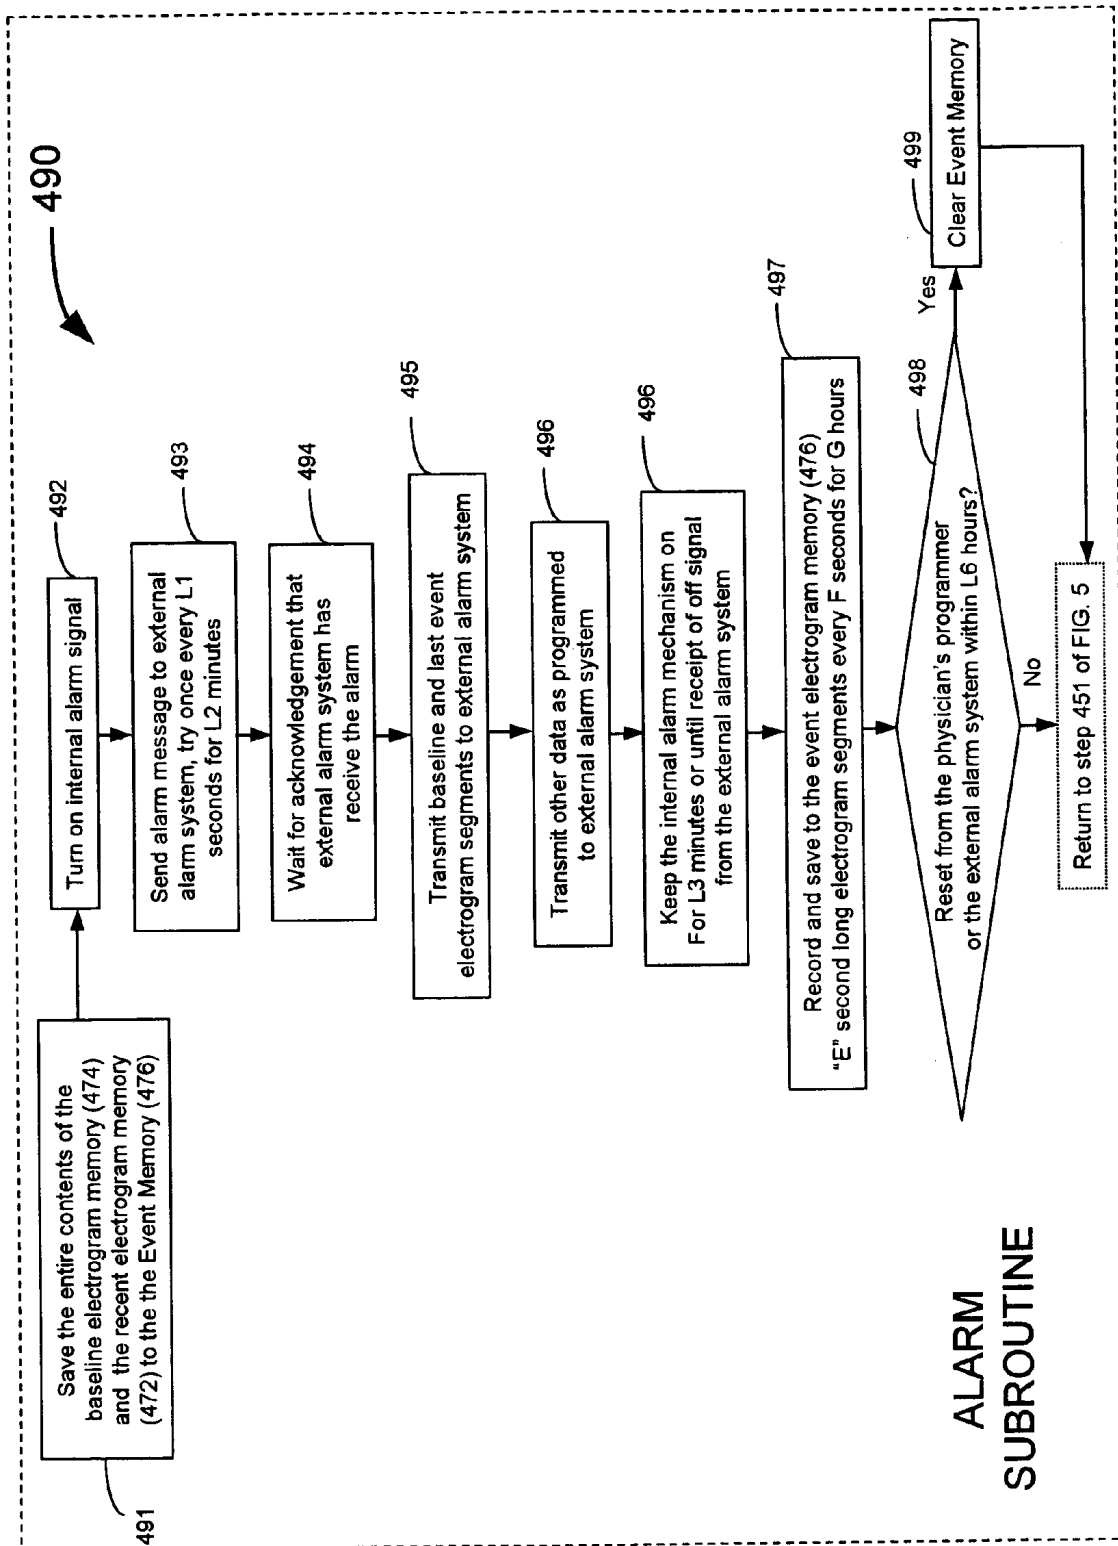 490
Save the entire contents of the
baseline electrogram memory (474)
and the recent electrogram memory
(472) to the the Event Memory (476)
491
Turn on internal alarm signal
492
Send alarm message to external
alarm system, try once every L1
seconds for L2 minutes
493
Wait for acknowledgement that
external alarm system has
receive the alarm
494
Transmit baseline and last event
electrogram segments to external alarm system
495
Transmit other data as programmed
to external alarm system
496
Keep the internal alarm mechanism on
For L3 minutes or until receipt of off signal
from the external alarm system
496
Record and save to the event electrogram memory (476)
“E” second long electrogram segments every F seconds for G hours
497
Reset from the physician's programmer
or the external alarm system within L6 hours?
498
Yes
Clear Event Memory
499
No
Return to step 451 of FIG. 5
ALARM
SUBROUTINE